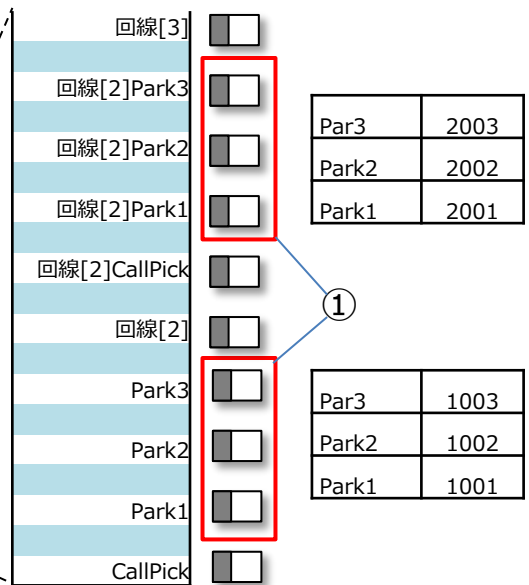 回線[3]
回線[2]Park3
回線[2]Park2
回線[2]Park1
回線[2]CallPick
回線[2]
Park3
Park2
Park1
CallPick
Par3 2003
Park2 2002
Park1 2001
①
Par3 1003
Park2 1002
Park1 1001